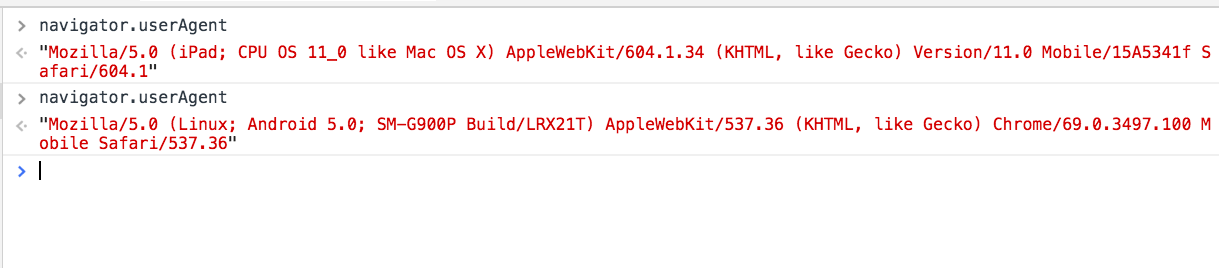 > navigator.userAgent
"Mozilla/5.0 (iPad; CPU OS 11_0 like Mac OS X) AppleWebKit/604.1.34 (KHTML, like Gecko) Version/11.0 Mobile/15A5341f S
afari/604.1"
> navigator.userAgent
"Mozilla/5.0 (Linux; Android 5.0; SM-G900P Build/LRX21T) AppleWebKit/537.36 (KHTML, like Gecko) Chrome/69.0.3497.100 M
obile Safari/537.36"
>